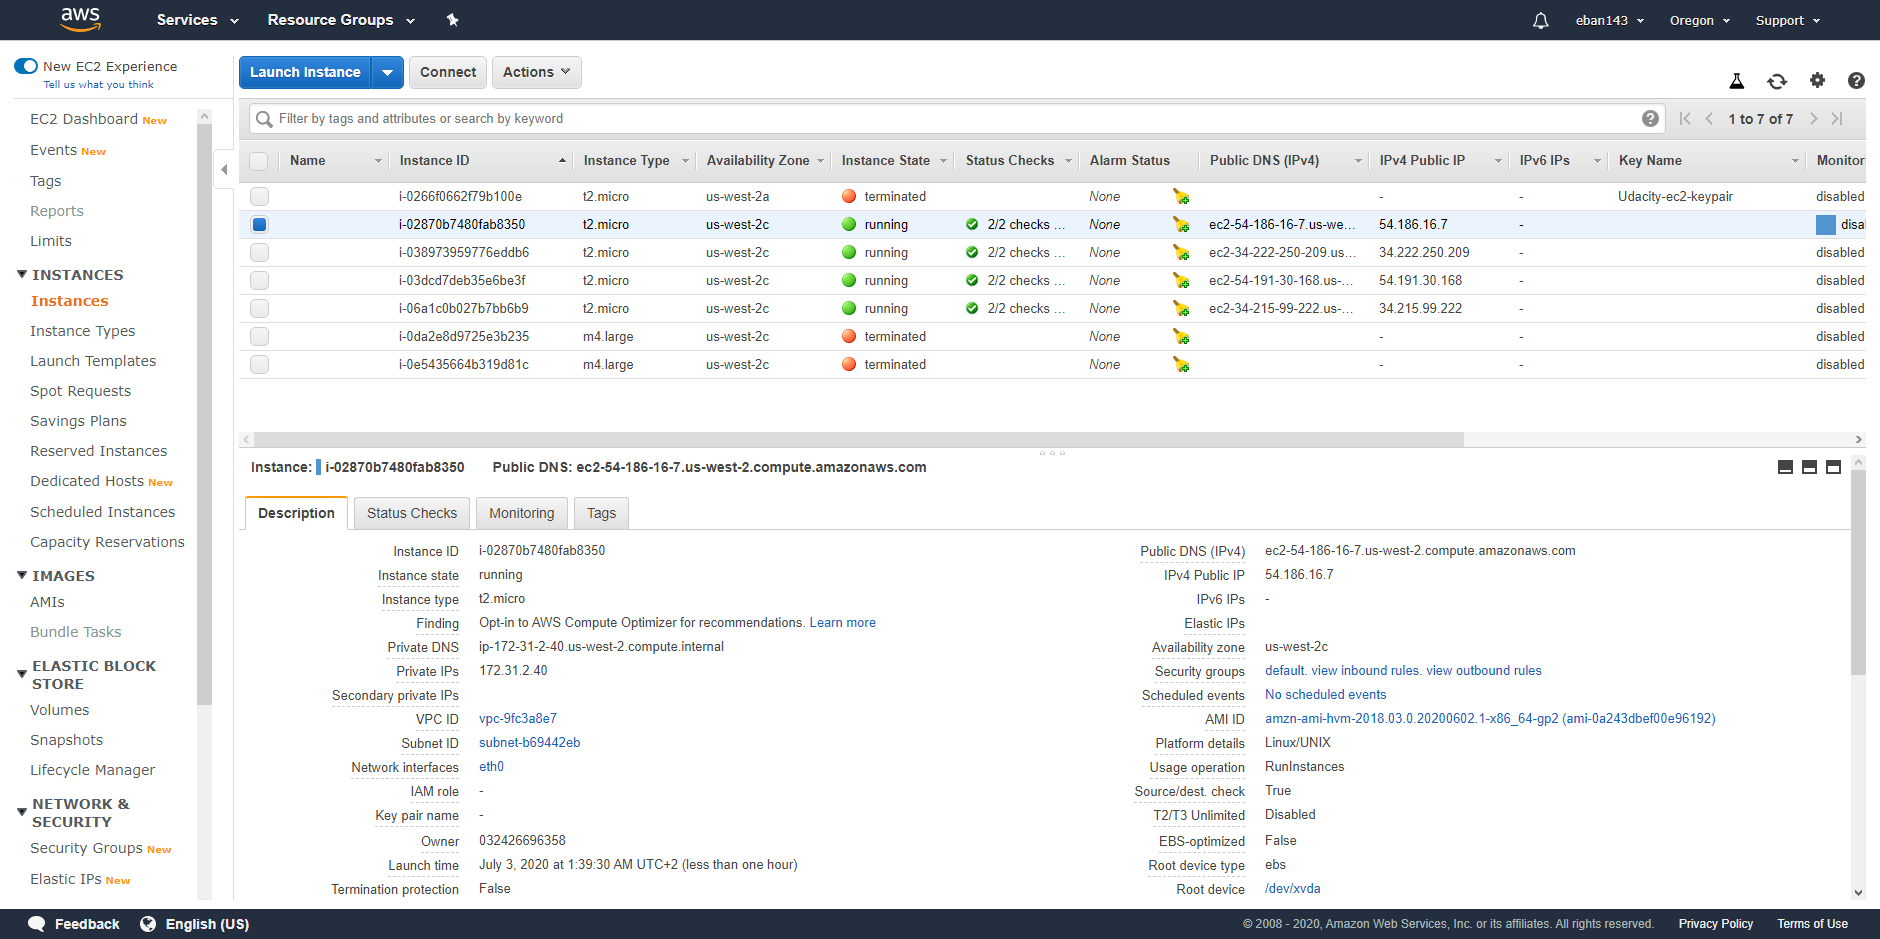 aws Services Resource Groups eban143 Oregon Support
New EC2 Experience
Tell us what you think
EC2 Dashboard New
Events New
Tags
Reports
Limits
INSTANCES
Instances
Instance Types
Launch Templates
Spot Requests
Savings Plans
Reserved Instances
Dedicated Hosts New
Scheduled Instances
Capacity Reservations
IMAGES
AMIs
Bundle Tasks
ELASTIC BLOCK
STORE
Volumes
Snapshots
Lifecycle Manager
NETWORK &
SECURITY
Security Groups New
Elastic IPs New
Launch Instance Connect Actions
Filter by tags and attributes or search by keyword 1 to 7 of 7
Name Instance ID Instance Type Availability Zone Instance State Status Checks Alarm Status Public DNS (IPv4) IPv4 Public IP IPv6 IPs Key Name Monitor
i-0266f0662f79b100e t2.micro us-west-2a terminated None - - Udacity-ec2-keypair disabled
i-02870b7480fab8350 t2.micro us-west-2c running 2/2 checks ... None ec2-54-186-16-7.us-we... 54.186.16.7 - disa
i-038973959776eddb6 t2.micro us-west-2c running 2/2 checks ... None ec2-34-222-250-209.us... 34.222.250.209 - disabled
i-03dcd7deb35e6be3f t2.micro us-west-2c running 2/2 checks ... None ec2-54-191-30-168.us-... 54.191.30.168 - disabled
i-06a1c0b027b7bb6b9 t2.micro us-west-2c running 2/2 checks ... None ec2-34-215-99-222.us-... 34.215.99.222 - disabled
i-0da2e8d9725e3b235 m4.large us-west-2c terminated None - - disabled
i-0e5435664b319d81c m4.large us-west-2c terminated None - - disabled
Instance: i-02870b7480fab8350 Public DNS: ec2-54-186-16-7.us-west-2.compute.amazonaws.com
Description Status Checks Monitoring Tags
Instance ID i-02870b7480fab8350
Instance state running
Instance type t2.micro
Finding Opt-in to AWS Compute Optimizer for recommendations. Learn more
Private DNS ip-172-31-2-40.us-west-2.compute.internal
Private IPs 172.31.2.40
Secondary private IPs
VPC ID vpc-9fc3a8e7
Subnet ID subnet-b69442eb
Network interfaces eth0
IAM role -
Key pair name -
Owner 032426696358
Launch time July 3, 2020 at 1:39:30 AM UTC+2 (less than one hour)
Termination protection False
Public DNS (IPv4) ec2-54-186-16-7.us-west-2.compute.amazonaws.com
IPv4 Public IP 54.186.16.7
IPv6 IPs -
Elastic IPs
Availability zone us-west-2c
Security groups default. view inbound rules. view outbound rules
Scheduled events No scheduled events
AMI ID amzn-ami-hvm-2018.03.0.20200602.1-x86_64-gp2 (ami-0a243dbef00e96192)
Platform details Linux/UNIX
Usage operation RunInstances
Source/dest. check True
T2/T3 Unlimited Disabled
EBS-optimized False
Root device type ebs
Root device /dev/xvda
Feedback English (US) © 2008 - 2020, Amazon Web Services, Inc. or its affiliates. All rights reserved. Privacy Policy Terms of Use